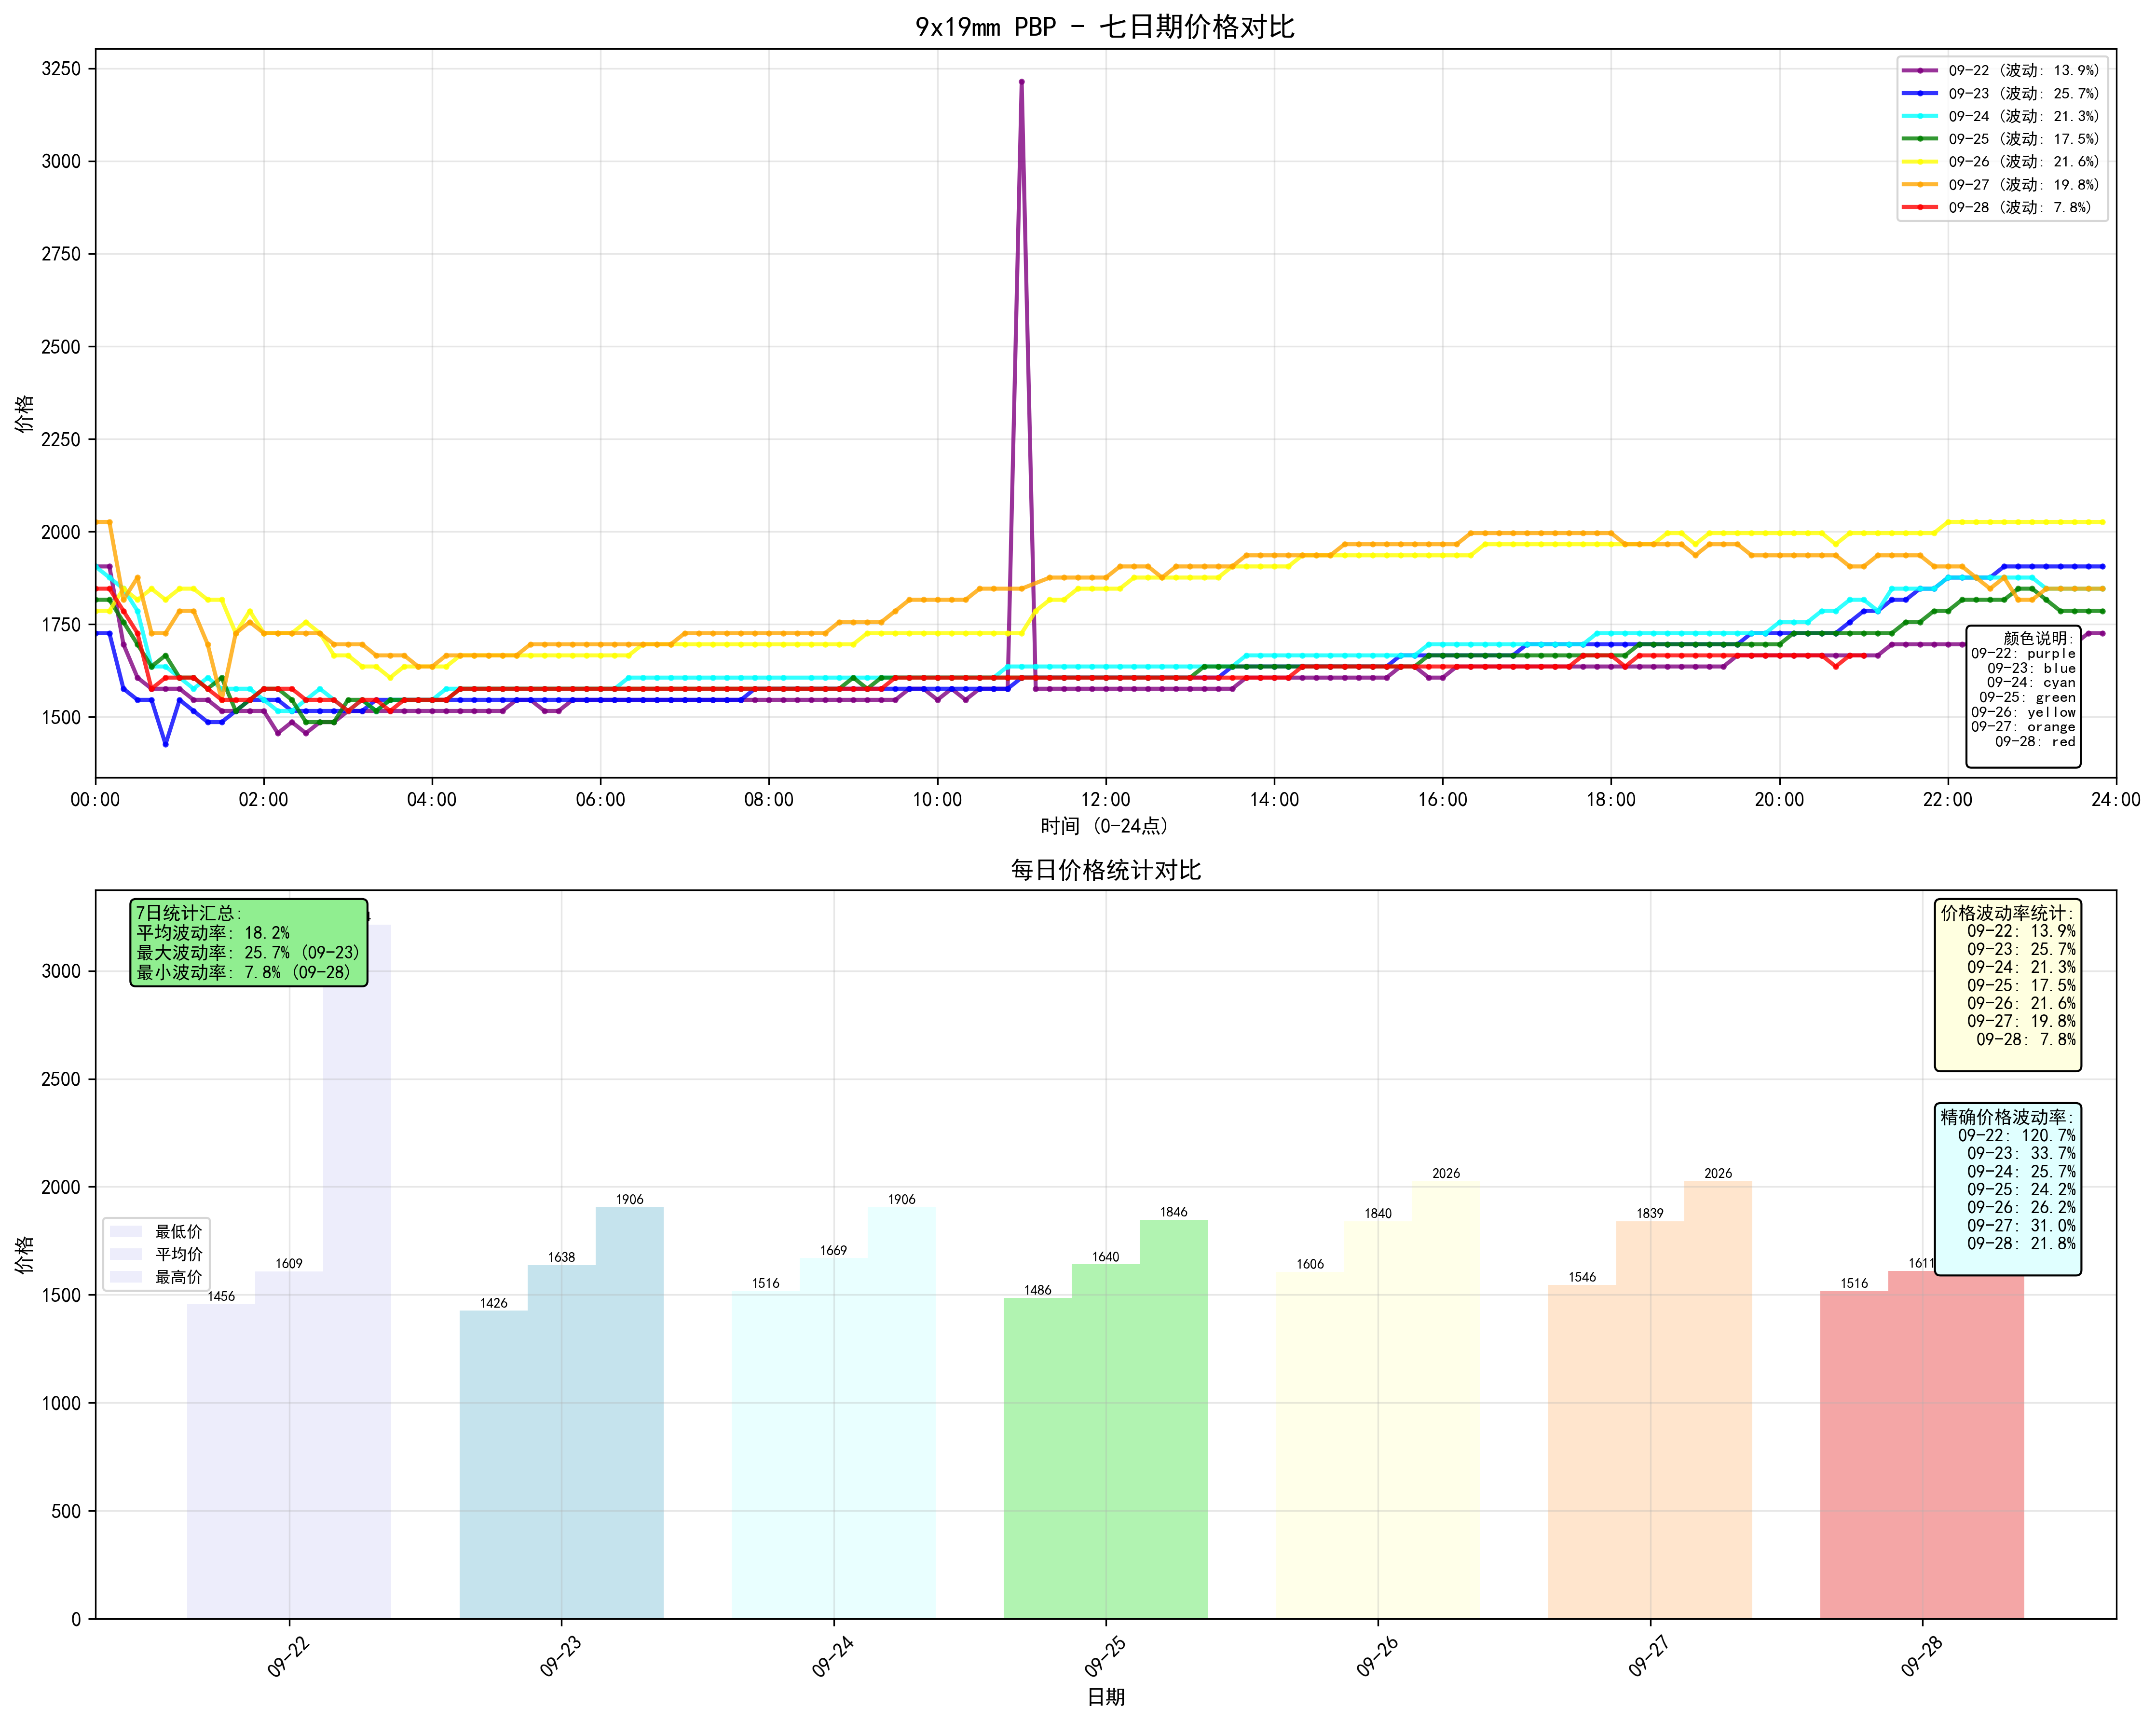 9x19mm PBP - 七日期价格对比
3250
3000
2750
2500
2250
2000
1750
1500
价格
09-22 (波动: 13.9%)
09-23 (波动: 25.7%)
09-24 (波动: 21.3%)
09-25 (波动: 17.5%)
09-26 (波动: 21.6%)
09-27 (波动: 19.8%)
09-28 (波动: 7.8%)
颜色说明:
09-22: purple
09-23: blue
09-24: cyan
09-25: green
09-26: yellow
09-27: orange
09-28: red
00:00 02:00 04:00 06:00 08:00 10:00 12:00 14:00 16:00 18:00 20:00 22:00 24:00
时间 (0-24点)
每日价格统计对比
7日统计汇总:
平均波动率: 18.2%
最大波动率: 25.7% (09-23)
最小波动率: 7.8% (09-28)
价格波动率统计:
09-22: 13.9%
09-23: 25.7%
09-24: 21.3%
09-25: 17.5%
09-26: 21.6%
09-27: 19.8%
09-28: 7.8%
精确价格波动率:
09-22: 120.7%
09-23: 33.7%
09-24: 25.7%
09-25: 24.2%
09-26: 26.2%
09-27: 31.0%
09-28: 21.8%
3000
2500
2000
1500
1000
500
0
价格
最低价
平均价
最高价
1456 1609
1426 1638 1906
1516 1669 1906
1486 1640 1846
1606 1840 2026
1546 1839 2026
1516 1611
09-22 09-23 09-24 09-25 09-26 09-27 09-28
日期